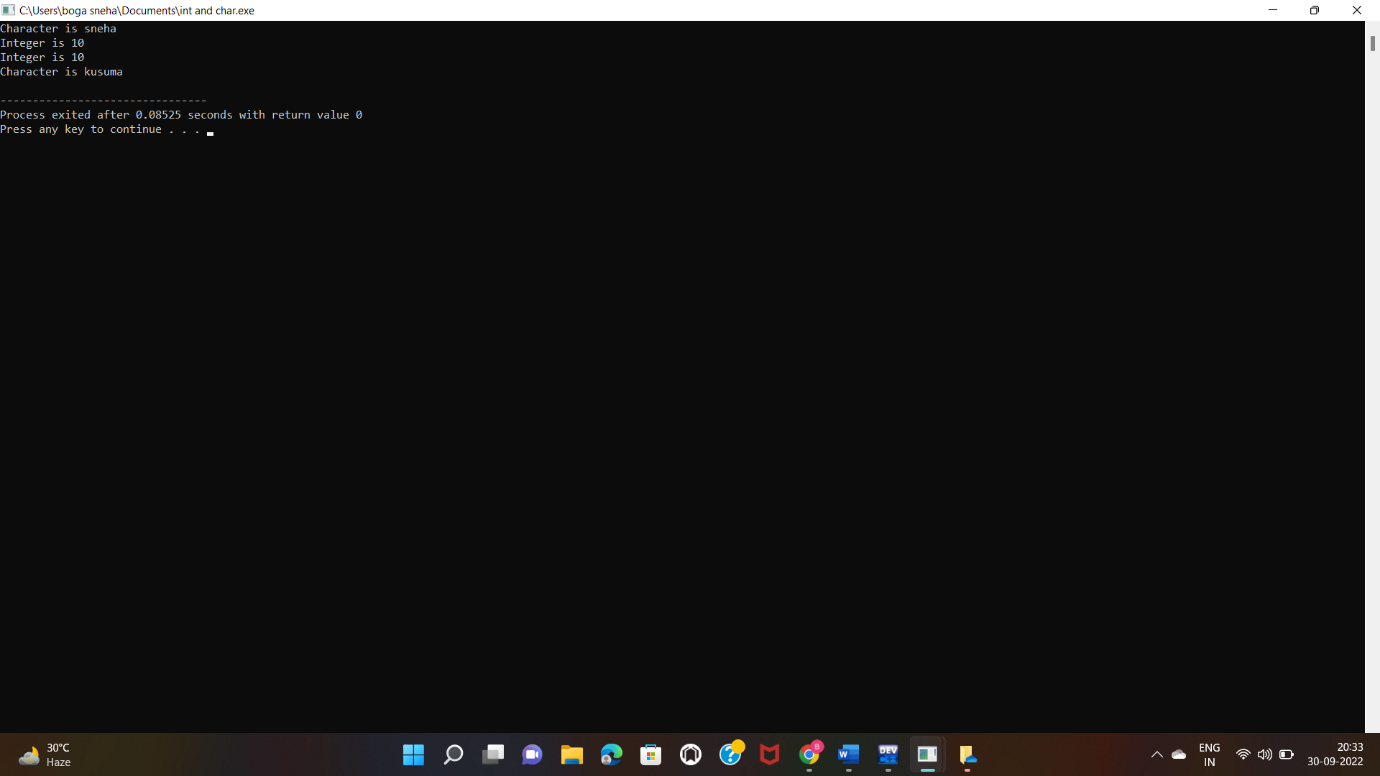 C:\Users\boga sneha\Documents\int and char.exe
Character is sneha
Integer is 10
Integer is 10
Character is kusuma
--------------------------------
Process exited after 0.08525 seconds with return value 0
Press any key to continue . . .
30°C
Haze
B
W
DEV
ENG
IN
20:33
30-09-2022